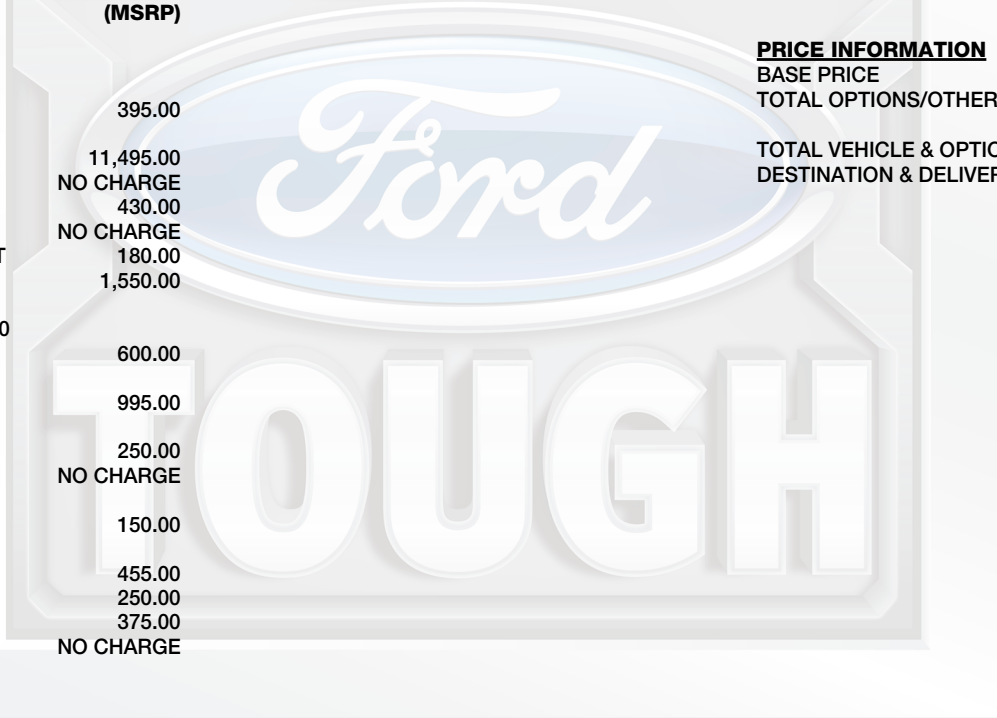 (MSRP)
395.00
11,495.00
NO CHARGE
430.00
NO CHARGE
T
180.00
1,550.00
0
600.00
995.00
250.00
NO CHARGE
150.00
455.00
250.00
375.00
NO CHARGE
PRICE INFORMATION
BASE PRICE
TOTAL OPTIONS/OTHER
TOTAL VEHICLE & OPTIO
DESTINATION & DELIVER
Ford
TOUGH